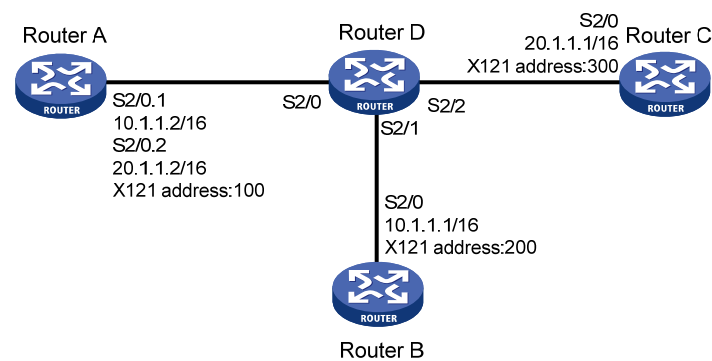 Router A
ROUTER
S2/0.1
10.1.1.2/16
S2/0.2
20.1.1.2/16
X121 address:100
Router D
ROUTER
S2/0
S2/1
S2/2
S2/0
20.1.1.1/16
X121 address:300
Router C
ROUTER
S2/0
10.1.1.1/16
X121 address:200
ROUTER
Router B